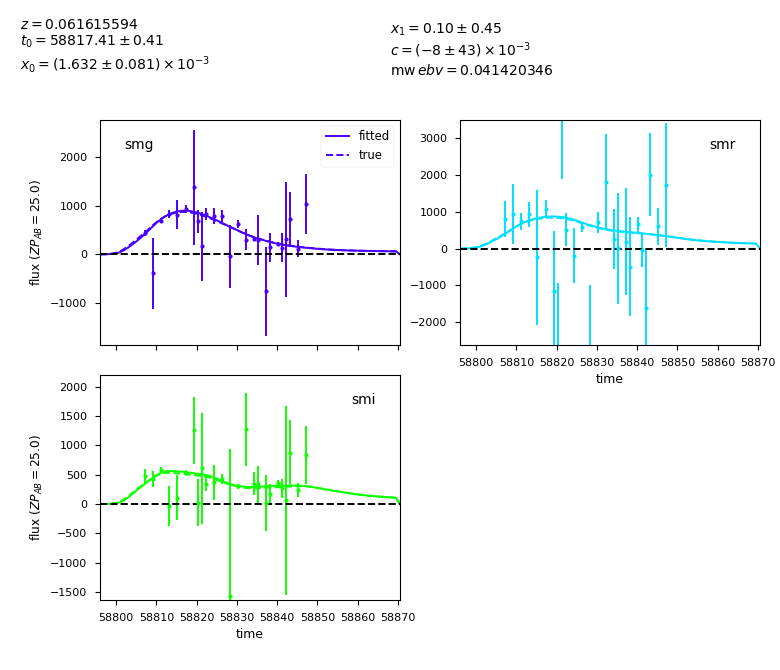 z = 0.061615594
t₀ = 58817.41 ± 0.41
x₀ = (1.632 ± 0.081) × 10⁻³
x₁ = 0.10 ± 0.45
c = (−8 ± 43) × 10⁻³
mw ebv = 0.041420346
smg
fitted
true
2000
1000
0
−1000
flux (ZP_AB = 25.0)
smr
3000
2000
1000
0
−1000
−2000
58800 58810 58820 58830 58840 58850 58860 58870
time
smi
2000
1500
1000
500
0
−500
−1000
−1500
flux (ZP_AB = 25.0)
58800 58810 58820 58830 58840 58850 58860 58870
time